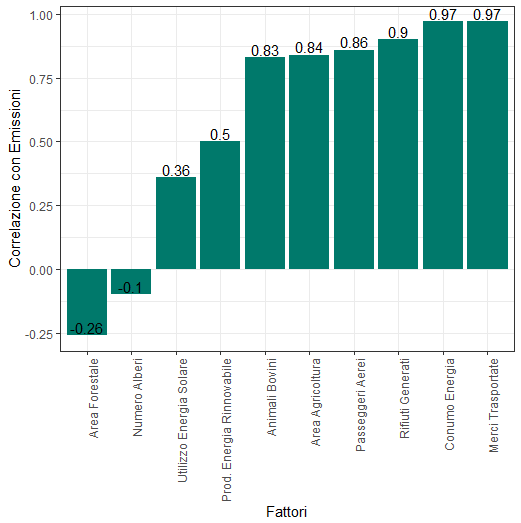 Correlazione con Emissioni
1.00
0.75
0.50
0.25
0.00
-0.25
-0.26
-0.1
0.36
0.5
0.83
0.84
0.86
0.9
0.97
0.97
Area Forestale
Numero Alberi
Utilizzo Energia Solare
Prod. Energia Rinnovabile
Animali Bovini
Area Agricoltura
Passeggeri Aerei
Rifiuti Generati
Conumo Energia
Merci Trasportate
Fattori